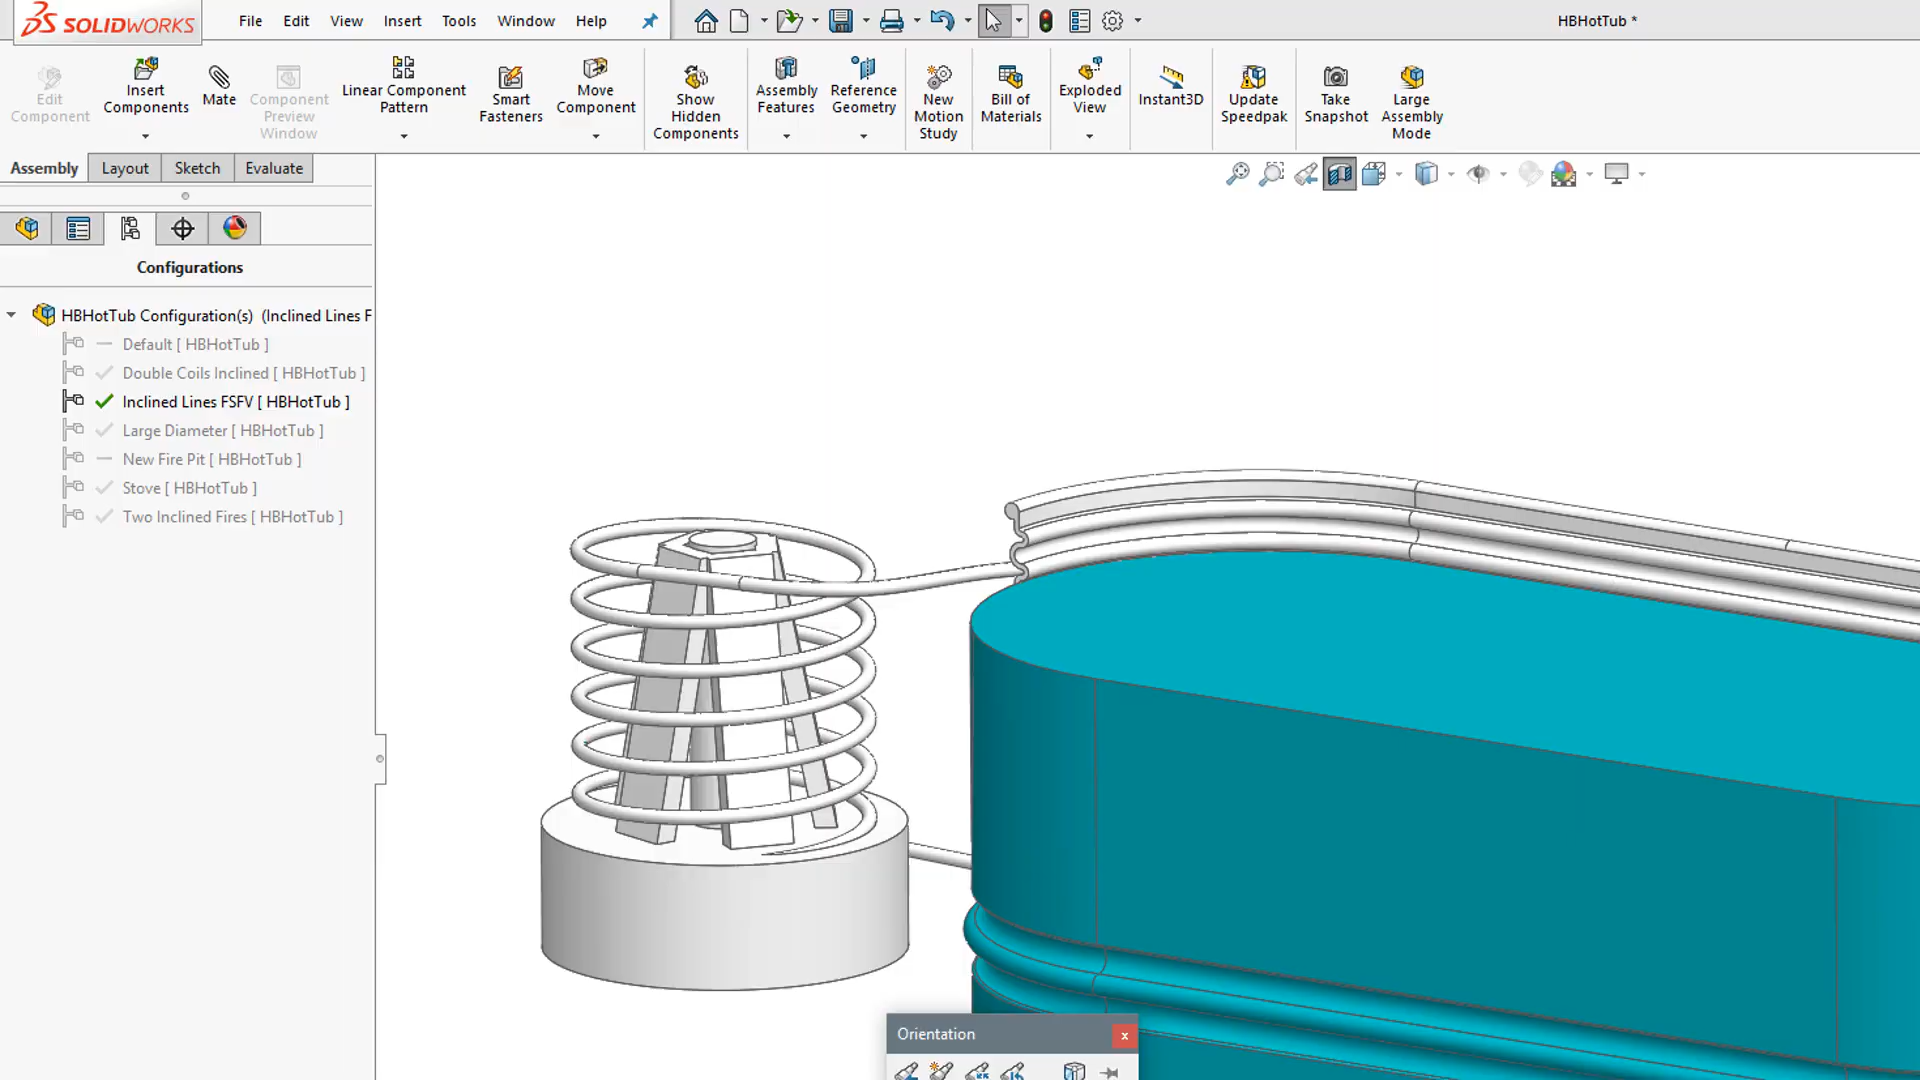 SOLIDWORKS
File Edit View Insert Tools Window Help
HBHotTub *
Edit Component
Insert Components
Mate
Component Preview Window
Linear Component Pattern
Smart Fasteners
Move Component
Show Hidden Components
Assembly Features
Reference Geometry
New Motion Study
Bill of Materials
Exploded View
Instant3D
Update Speedpak
Take Snapshot
Large Assembly Mode
Assembly Layout Sketch Evaluate
Configurations
HBHotTub Configuration(s) (Inclined Lines F
Default [ HBHotTub ]
Double Coils Inclined [ HBHotTub ]
Inclined Lines FSFV [ HBHotTub ]
Large Diameter [ HBHotTub ]
New Fire Pit [ HBHotTub ]
Stove [ HBHotTub ]
Two Inclined Fires [ HBHotTub ]
Orientation
x